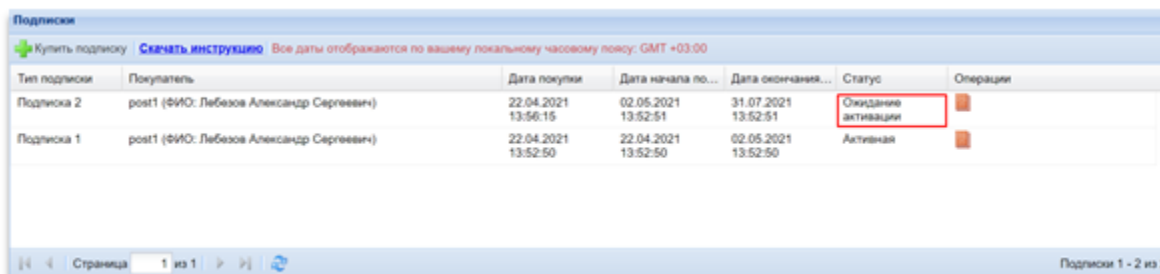 Подписки
Купить подписку Скачать инструкцию Все даты отображаются по вашему локальному часовому поясу: GMT +03:00
Тип подписки Покупатель Дата покупки Дата начала по... Дата окончания... Статус Операции
Подписка 2 post1 (ФИО: Лебезов Александр Сергеевич) 22.04.2021 02.05.2021 31.07.2021 Ожидание
13:56:15 13:52:51 13:52:51 активации
Подписка 1 post1 (ФИО: Лебезов Александр Сергеевич) 22.04.2021 22.04.2021 02.05.2021 Активная
13:52:50 13:52:50 13:52:50
Страница 1 из 1 Подписки 1 - 2 из